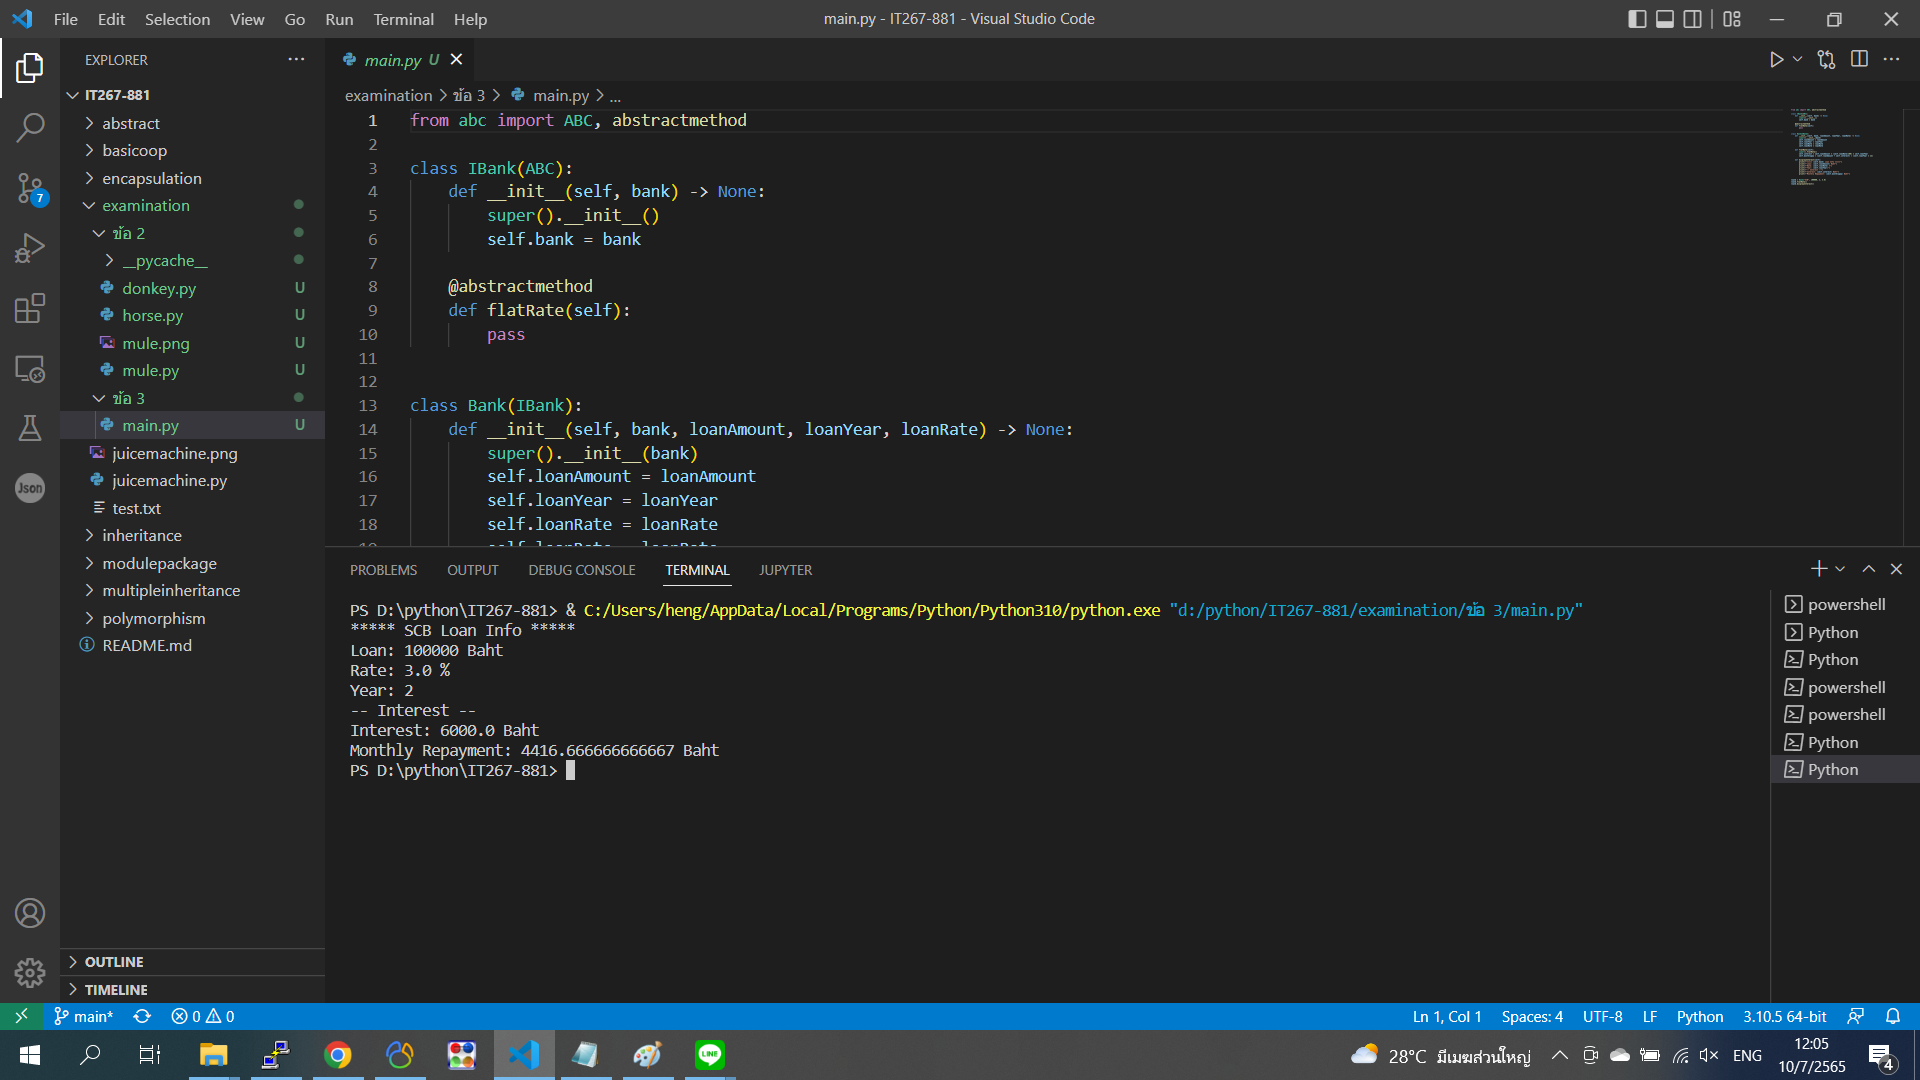 File Edit Selection View Go Run Terminal Help
main.py - IT267-881 - Visual Studio Code
EXPLORER
IT267-881
abstract
basicoop
encapsulation
examination
ข้อ 2
__pycache__
donkey.py U
horse.py U
mule.png U
mule.py U
ข้อ 3
main.py U
juicemachine.png
juicemachine.py
test.txt
inheritance
modulepackage
multipleinheritance
polymorphism
README.md
OUTLINE
TIMELINE
7
Json
main.py U
examination > ข้อ 3 > main.py > ...
1 from abc import ABC, abstractmethod
2
3 class IBank(ABC):
4 def __init__(self, bank) -> None:
5 super().__init__()
6 self.bank = bank
7
8 @abstractmethod
9 def flatRate(self):
10 pass
11
12
13 class Bank(IBank):
14 def __init__(self, bank, loanAmount, loanYear, loanRate) -> None:
15 super().__init__(bank)
16 self.loanAmount = loanAmount
17 self.loanYear = loanYear
18 self.loanRate = loanRate
PROBLEMS OUTPUT DEBUG CONSOLE TERMINAL JUPYTER
PS D:\python\IT267-881> & C:/Users/heng/AppData/Local/Programs/Python/Python310/python.exe "d:/python/IT267-881/examination/ข้อ 3/main.py"
***** SCB Loan Info *****
Loan: 100000 Baht
Rate: 3.0 %
Year: 2
-- Interest --
Interest: 6000.0 Baht
Monthly Repayment: 4416.666666666667 Baht
PS D:\python\IT267-881>
powershell
Python
Python
powershell
powershell
Python
Python
main* 0 0
Ln 1, Col 1 Spaces: 4 UTF-8 LF Python 3.10.5 64-bit
LINE
28°C มีเมฆส่วนใหญ่
ENG
12:05
10/7/2565
4